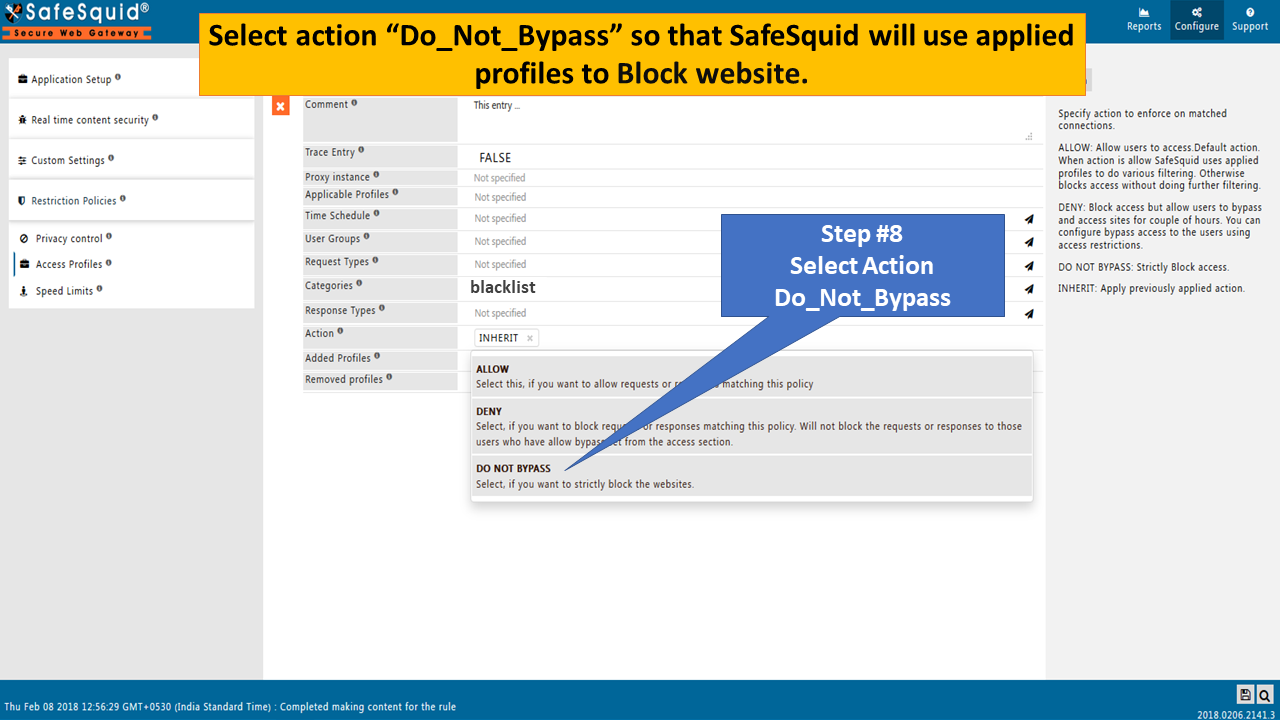 SafeSquid®
Secure Web Gateway
Select action “Do_Not_Bypass” so that SafeSquid will use applied
profiles to Block website.
Reports
Configure
Support
Application Setup
Real time content security
Custom Settings
Restriction Policies
Privacy control
Access Profiles
Speed Limits
Comment
This entry ...
Trace Entry
FALSE
Proxy instance
Not specified
Applicable Profiles
Not specified
Time Schedule
Not specified
User Groups
Not specified
Request Types
Not specified
Categories
blacklist
Response Types
Not specified
Action
INHERIT ×
Added Profiles
Removed profiles
Step #8
Select Action
Do_Not_Bypass
ALLOW
Select this, if you want to allow requests or matching this policy
DENY
Select, if you want to block or responses matching this policy. Will not block the requests or responses to those
users who have allow from the access section.
DO NOT BYPASS
Select, if you want to strictly block the websites.
Specify action to enforce on matched
connections.
ALLOW: Allow users to access.Default action.
When action is allow SafeSquid uses applied
profiles to do various filtering. Otherwise
blocks access without doing further filtering.
DENY: Block access but allow users to bypass
and access sites for couple of hours. You can
configure bypass access to the users using
access restrictions.
DO NOT BYPASS: Strictly Block access.
INHERIT: Apply previously applied action.
Thu Feb 08 2018 12:56:29 GMT+0530 (India Standard Time) : Completed making content for the rule
2018.0206.2141.3